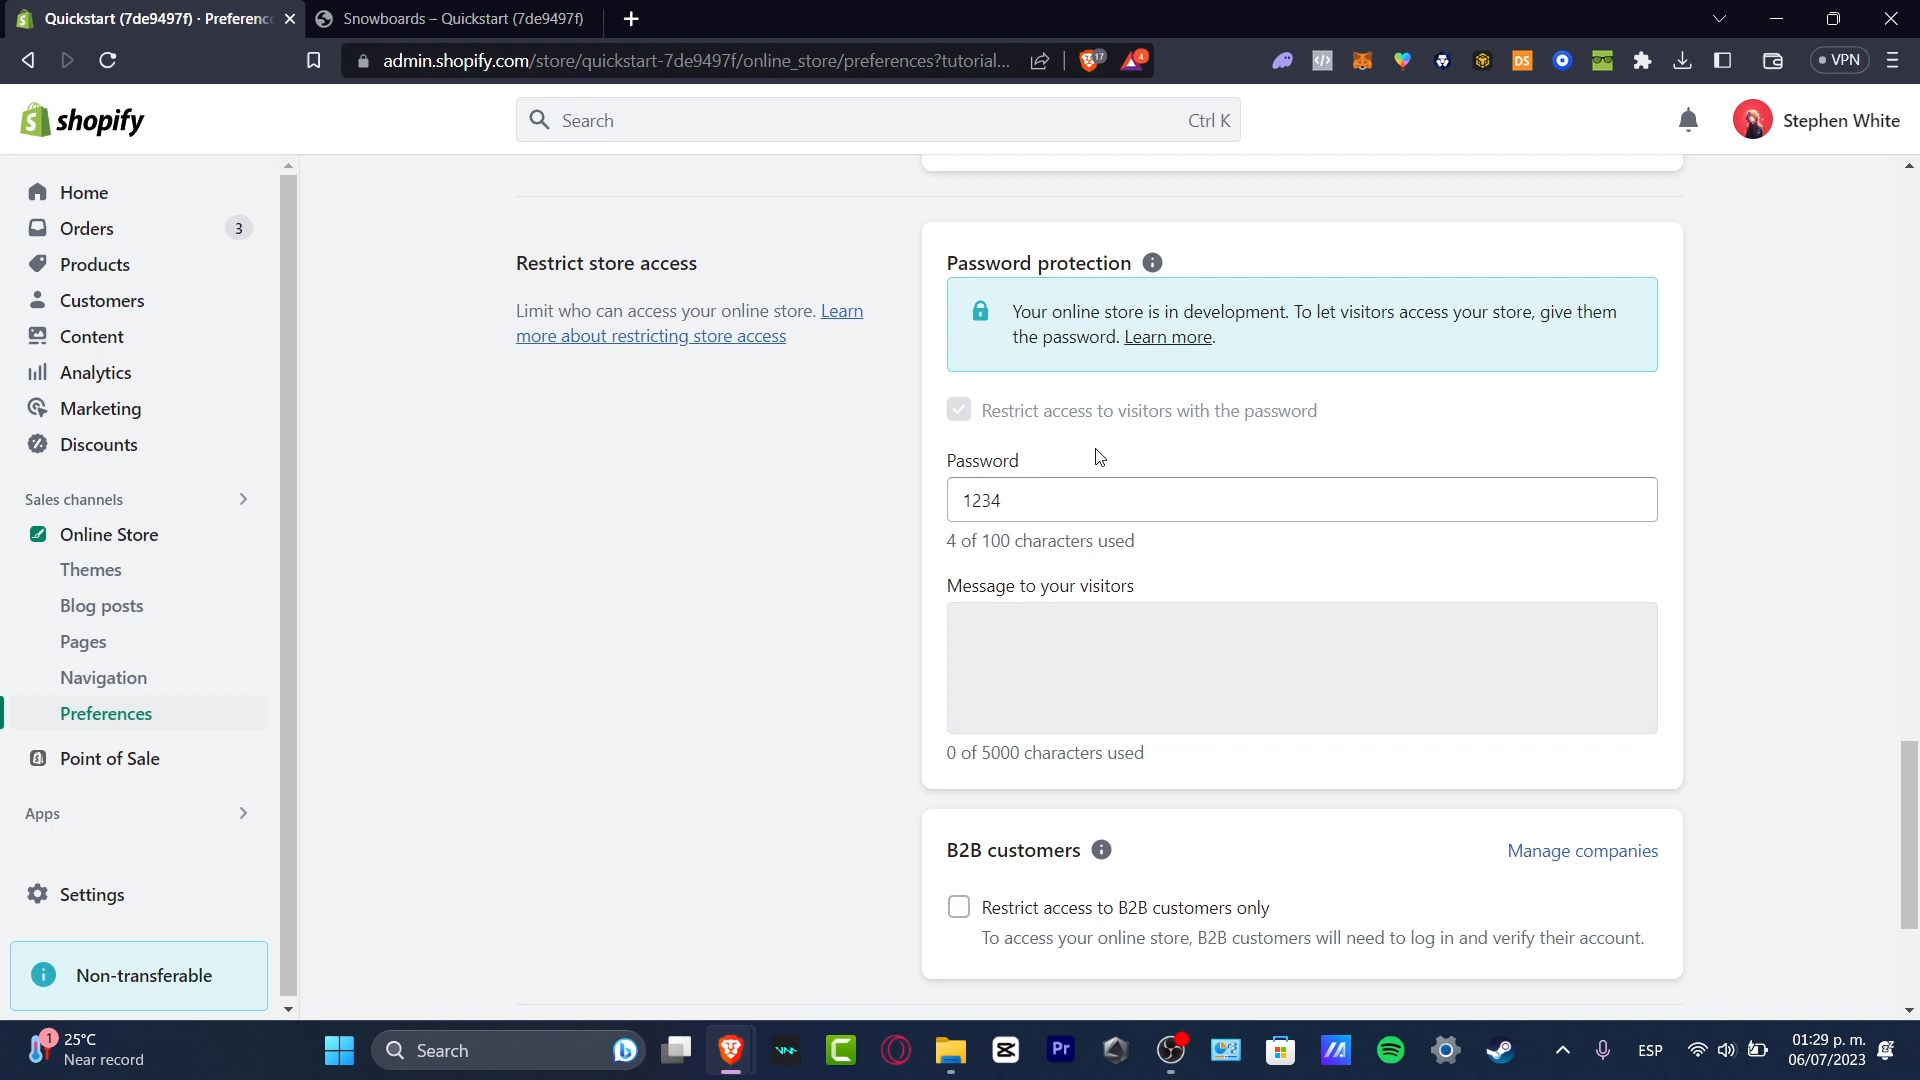 Quickstart (7de9497f) · Preferenc
Snowboards – Quickstart (7de9497f)
admin.shopify.com/store/quickstart-7de9497f/online_store/preferences?tutorial...
17
4
DS
VPN
shopify
Search
Ctrl K
Stephen White
Home
Orders
3
Products
Customers
Content
Analytics
Marketing
Discounts
Sales channels
Online Store
Themes
Blog posts
Pages
Navigation
Preferences
Point of Sale
Apps
Settings
Non-transferable
Restrict store access
Limit who can access your online store. Learn
more about restricting store access
Password protection
Your online store is in development. To let visitors access your store, give them
the password. Learn more.
Restrict access to visitors with the password
Password
1234
4 of 100 characters used
Message to your visitors
0 of 5000 characters used
B2B customers
Manage companies
Restrict access to B2B customers only
To access your online store, B2B customers will need to log in and verify their account.
1
25°C
Near record
Search
Pr
ESP
01:29 p. m.
06/07/2023